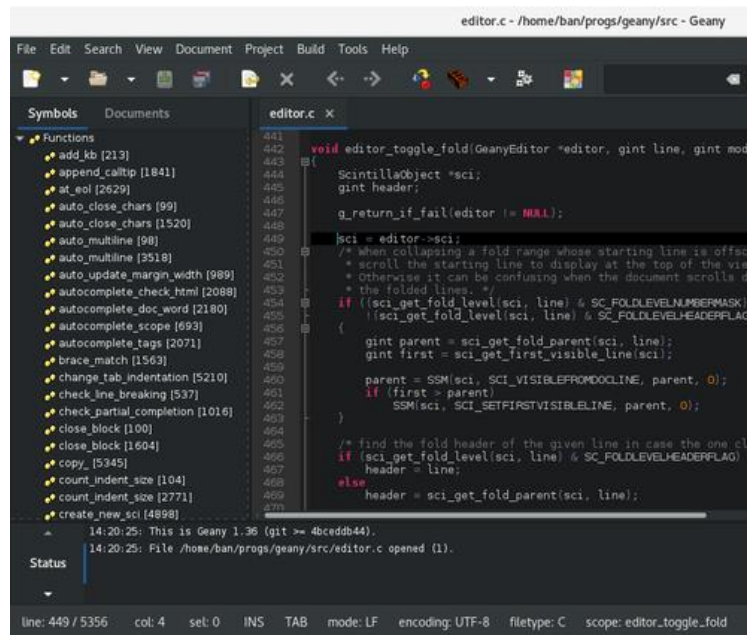 editor.c - /home/ban/progs/geany/src - Geany
File Edit Search View Document Project Build Tools Help
Symbols Documents
Functions
add_kb [213]
append_calltip [1841]
at_eol [2629]
auto_close_chars [99]
auto_close_chars [1520]
auto_multiline [98]
auto_multiline [3518]
auto_update_margin_width [989]
autocomplete_check_html [2088]
autocomplete_doc_word [2180]
autocomplete_scope [693]
autocomplete_tags [2071]
brace_match [1563]
change_tab_indentation [5210]
check_line_breaking [537]
check_partial_completion [1016]
close_block [100]
close_block [1604]
copy_ [5345]
count_indent_size [104]
count_indent_size [2771]
create_new_sci [4898]
editor.c ×
441
442 void editor_toggle_fold(GeanyEditor *editor, gint line, gint mod
443 {
444 ScintillaObject *sci;
445 gint header;
446
447 g_return_if_fail(editor != NULL);
448
449 sci = editor->sci;
450 /* When collapsing a fold range whose starting line is offsc
451 * scroll the starting line to display at the top of the vie
452 * Otherwise it can be confusing when the document scrolls d
453 * the folded lines. */
454 if ((sci_get_fold_level(sci, line) & SC_FOLDLEVELNUMBERMASK)
455 !(sci_get_fold_level(sci, line) & SC_FOLDLEVELHEADERFLAG
456 {
457 gint parent = sci_get_fold_parent(sci, line);
458 gint first = sci_get_first_visible_line(sci);
459
460 parent = SSM(sci, SCI_VISIBLEFROMDOCLINE, parent, 0);
461 if (first > parent)
462 SSM(sci, SCI_SETFIRSTVISIBLELINE, parent, 0);
463 }
464
465 /* find the fold header of the given line in case the one cl
466 if (sci_get_fold_level(sci, line) & SC_FOLDLEVELHEADERFLAG)
467 header = line;
468 else
469 header = sci_get_fold_parent(sci, line);
470
Status
14:20:25: This is Geany 1.36 (git >= 4bceddb44).
14:20:25: File /home/ban/progs/geany/src/editor.c opened (1).
line: 449 / 5356 col: 4 sel: 0 INS TAB mode: LF encoding: UTF-8 filetype: C scope: editor_toggle_fold